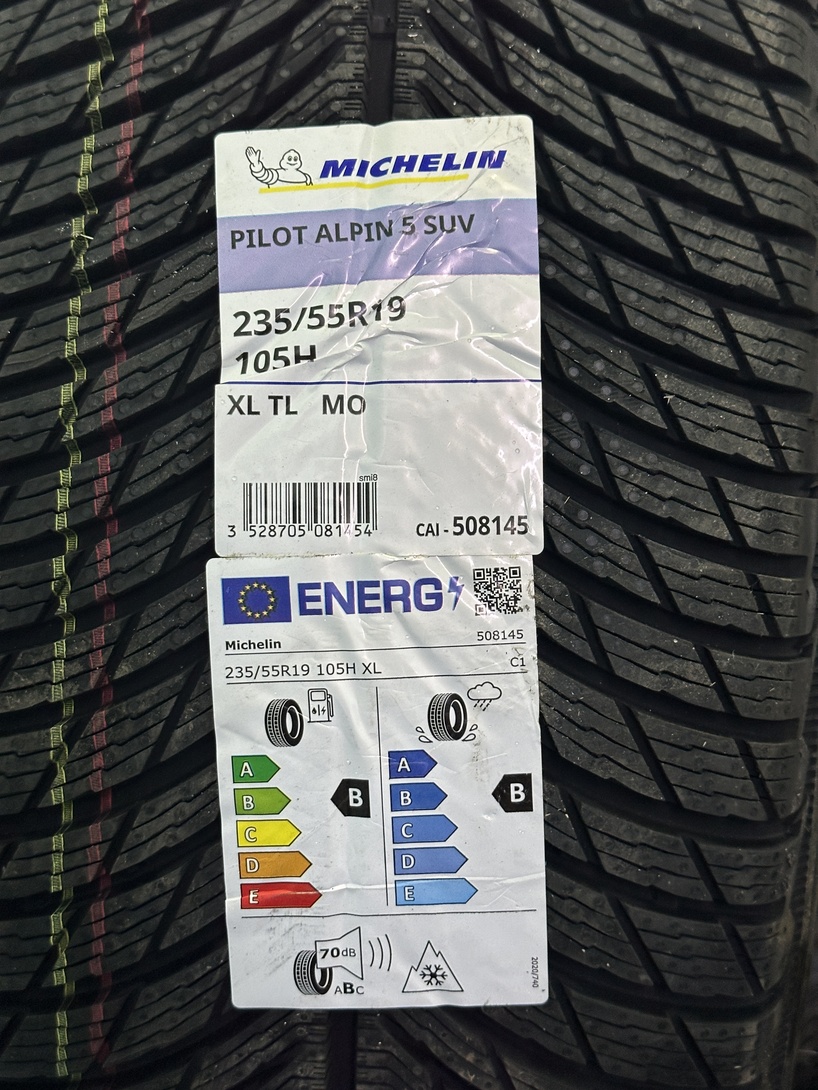 MICHELIN
PILOT ALPIN 5 SUV
235/55R19
105H
XL TL MO
smi8
3 528705 081454
CAI - 508145
ENERG
Michelin 508145
235/55R19 105H XL C1
A A
B B B B
C C
D D
E E
70dB
ABC
2020/740